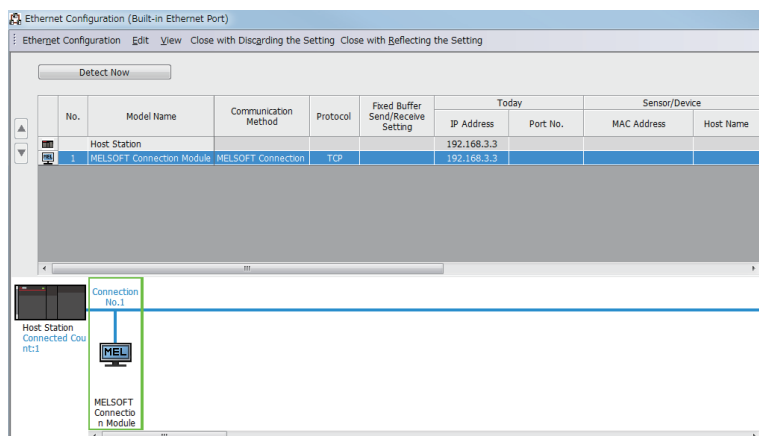 Ethernet Configuration (Built-in Ethernet Port)
Ethernet Configuration Edit View Close with Discarding the Setting Close with Reflecting the Setting
Detect Now
No. Model Name Communication Method Protocol Fixed Buffer Send/Receive Setting Today Sensor/Device
IP Address Port No. MAC Address Host Name
Host Station 192.168.3.3
1 MELSOFT Connection Module MELSOFT Connection TCP 192.168.3.3
Connection
No.1
Host Station
Connected Cou
nt:1
MEL
MELSOFT
Connectio
n Module